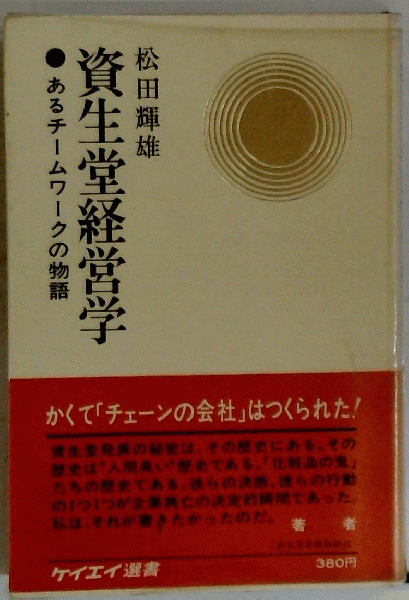 松田輝雄
資生堂経営学
●あるチームワークの物語
かくて「チェーンの会社」はつくられた!
資生堂発展の秘密は、その歴史にある。その
歴史は"人間臭い"歴史である。「化粧品の鬼」
たちの歴史である。彼らの決断、彼らの行動
の1つ1つが企業興亡の決定的瞬間であった。
私は、それが書きたかったのだ。
著者
ケイエイ選書
380円